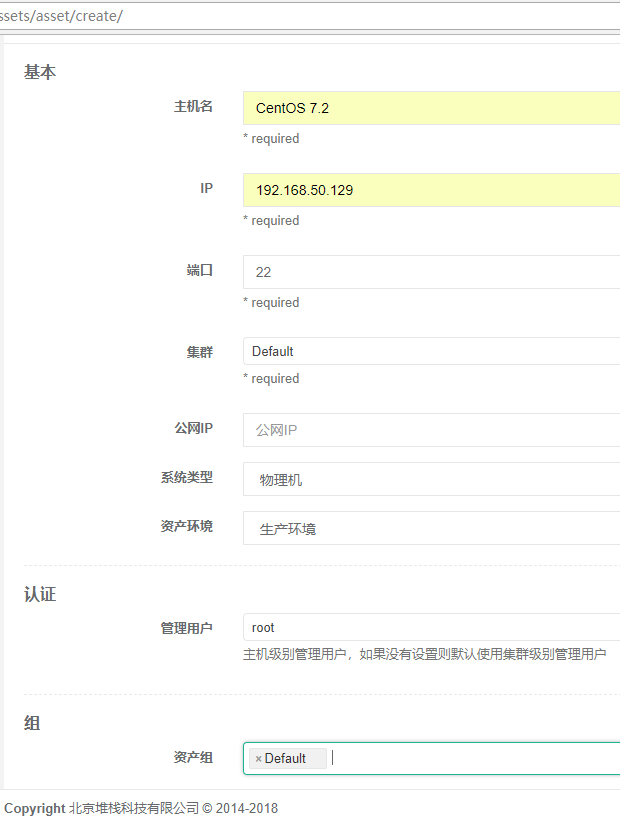 ssets/asset/create/
基本
主机名 CentOS 7.2
* required
IP 192.168.50.129
* required
端口 22
* required
集群 Default
* required
公网IP 公网IP
系统类型 物理机
资产环境 生产环境
认证
管理用户 root
主机级别管理用户，如果没有设置则默认使用集群级别管理用户
组
资产组 × Default
Copyright 北京堆栈科技有限公司 © 2014-2018